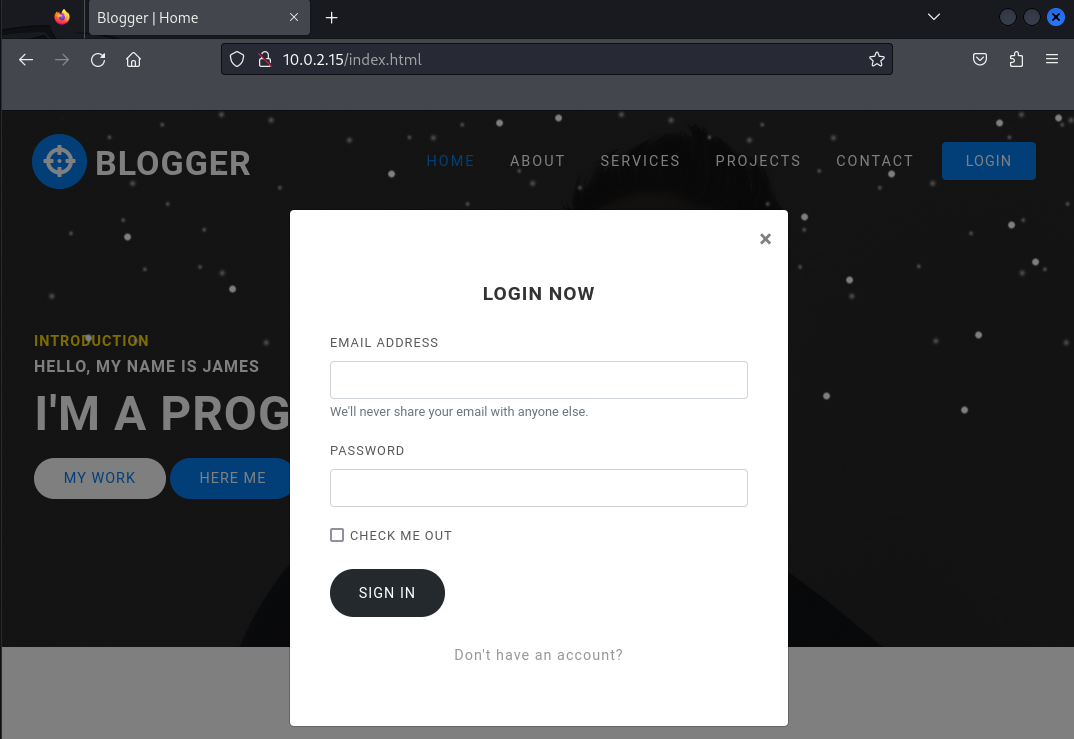 Blogger | Home
10.0.2.15/index.html
BLOGGER
HOME ABOUT SERVICES PROJECTS CONTACT LOGIN
INTRODUCTION
HELLO, MY NAME IS JAMES
I'M A PROG
MY WORK HERE ME
×
LOGIN NOW
EMAIL ADDRESS
We'll never share your email with anyone else.
PASSWORD
CHECK ME OUT
SIGN IN
Don't have an account?